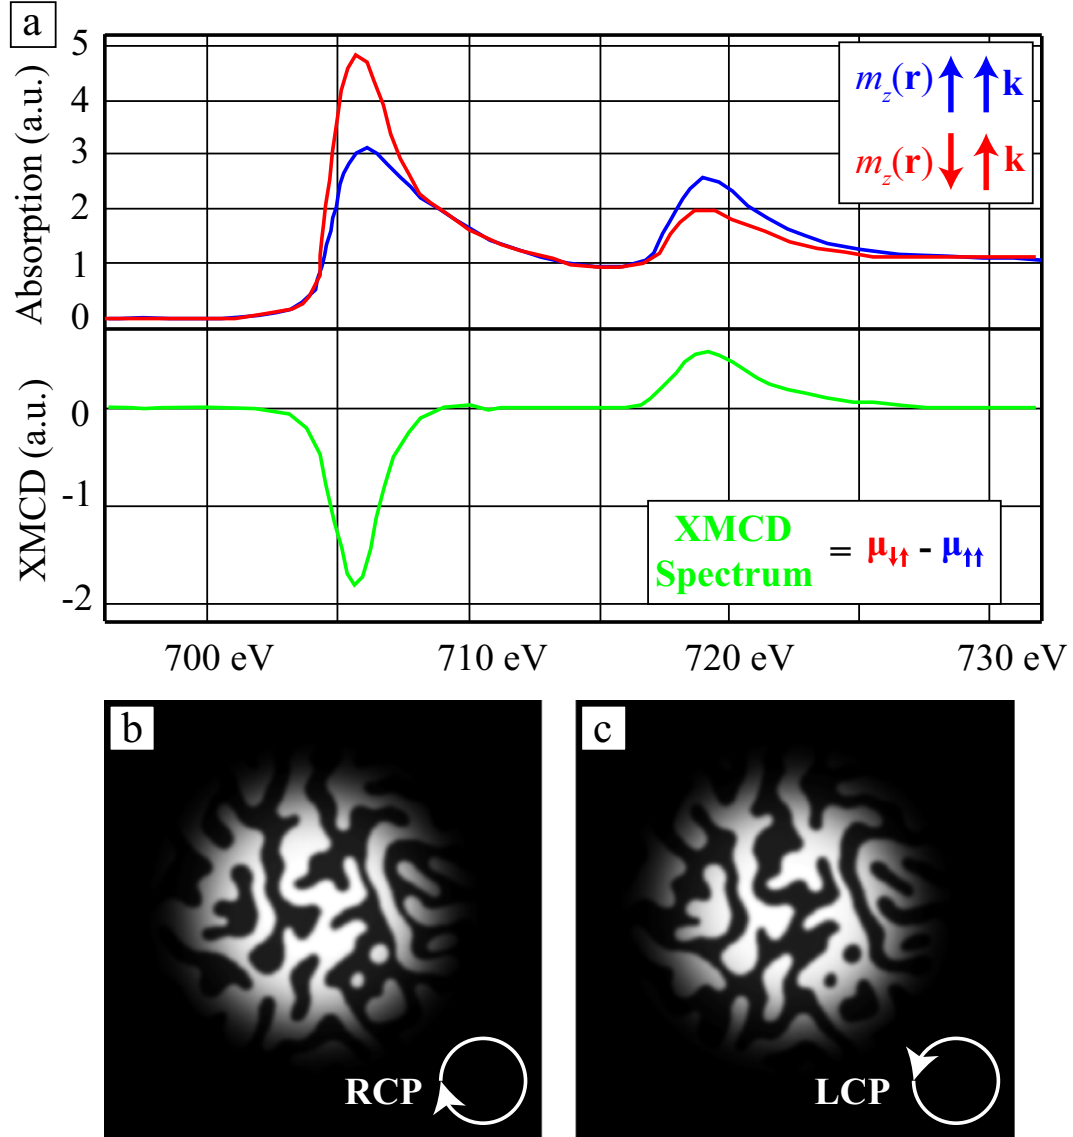 a
Absorption (a.u.)
5
4
3
2
1
0
m_z(r) ↑ ↑ k
m_z(r) ↓ ↑ k
XMCD (a.u.)
0
-1
-2
XMCD
Spectrum = μ↓↑ - μ↑↑
700 eV 710 eV 720 eV 730 eV
b
RCP
c
LCP